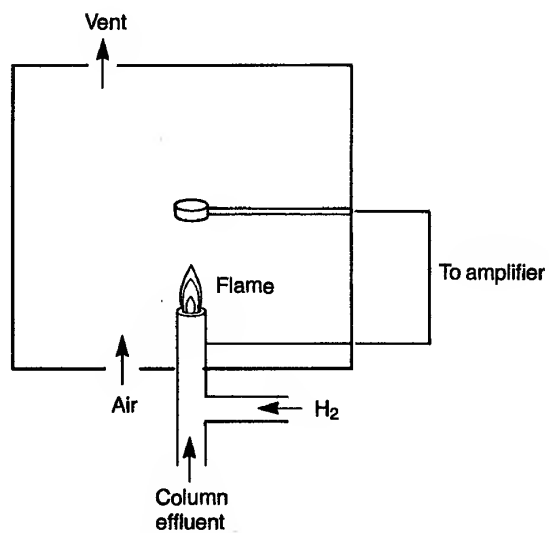 Vent
To amplifier
Flame
Air
H₂
Column
effluent